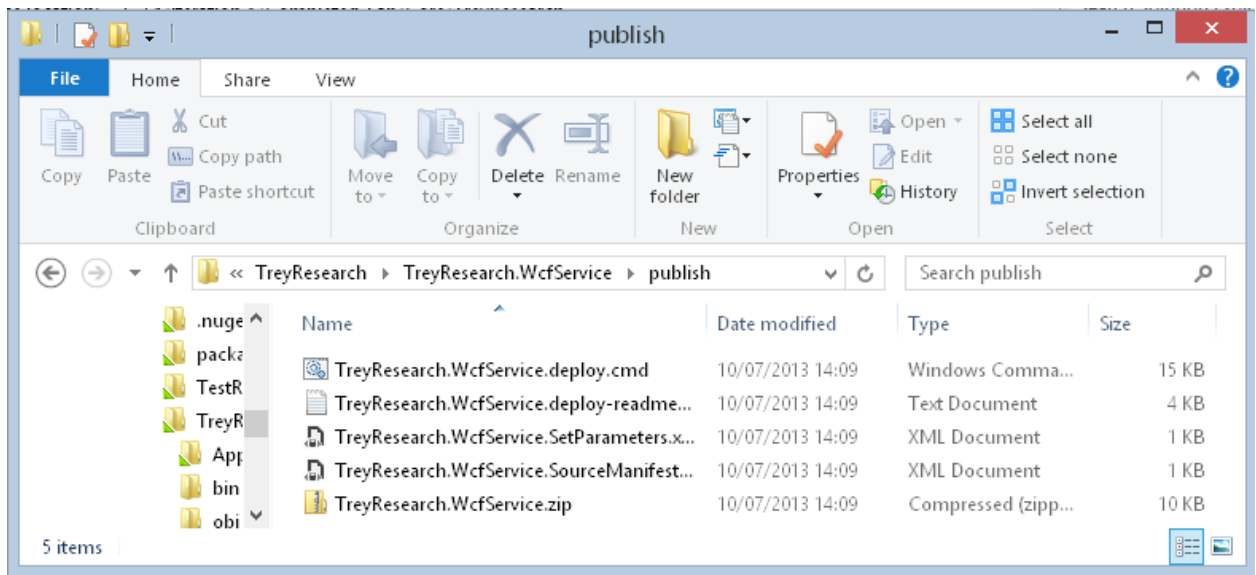 publish
File Home Share View
Copy Paste Cut Copy path Paste shortcut Move to Copy to Delete Rename New folder Properties Open Edit History Select all Select none Invert selection
Clipboard Organize New Open Select
« TreyResearch TreyResearch.WcfService publish Search publish
Name Date modified Type Size
.nuge
packa
TestR
TreyR
App
bin
obj
TreyResearch.WcfService.deploy.cmd 10/07/2013 14:09 Windows Comma... 15 KB
TreyResearch.WcfService.deploy-readme... 10/07/2013 14:09 Text Document 4 KB
TreyResearch.WcfService.SetParameters.x... 10/07/2013 14:09 XML Document 1 KB
TreyResearch.WcfService.SourceManifest... 10/07/2013 14:09 XML Document 1 KB
TreyResearch.WcfService.zip 10/07/2013 14:09 Compressed (zipp... 10 KB
5 items